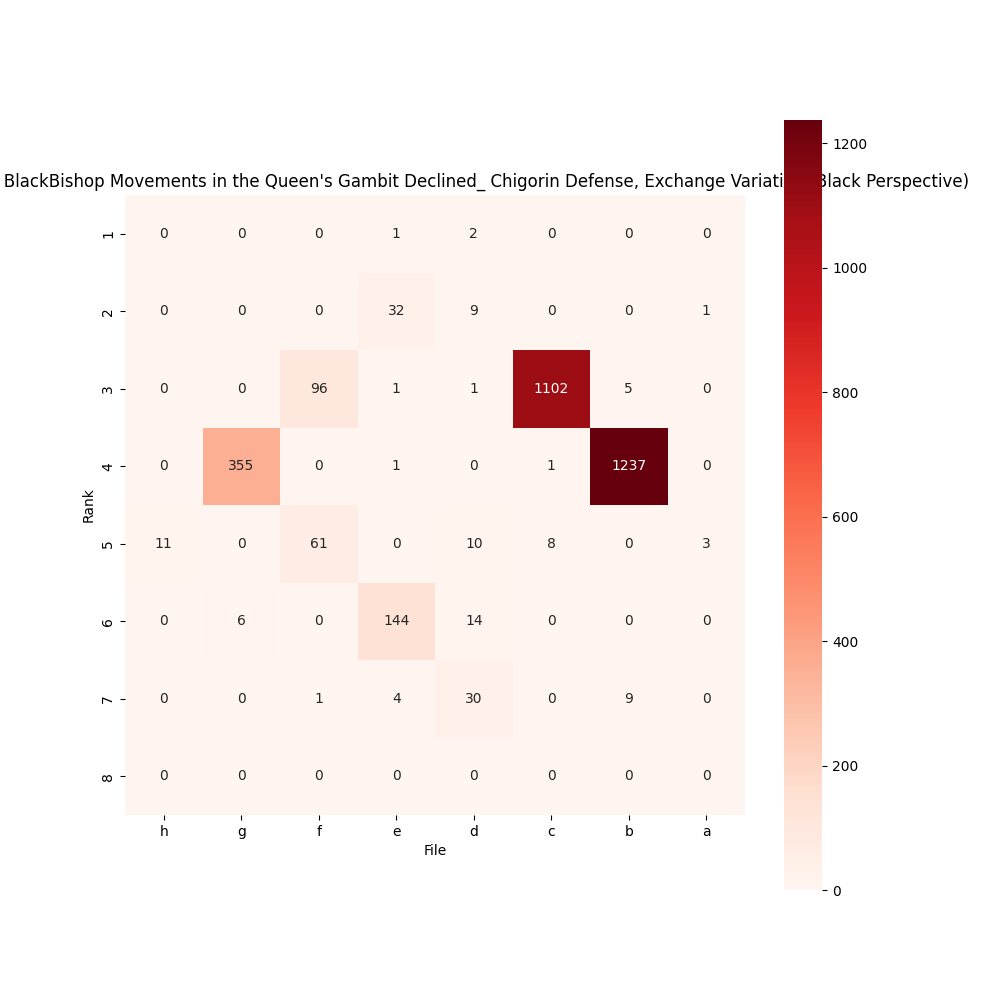 BlackBishop Movements in the Queen's Gambit Declined_ Chigorin Defense, Exchange Variati Black Perspective)
1200
1 0 0 0 1 2 0 0 0
1000
2 0 0 0 32 9 0 0 1
3 0 0 96 1 1 1102 5 0
800
4 0 355 0 1 0 1 1237 0
Rank
600
5 11 0 61 0 10 8 0 3
6 0 6 0 144 14 0 0 0
400
7 0 0 1 4 30 0 9 0
200
8 0 0 0 0 0 0 0 0
h g f e d c b a
File
0